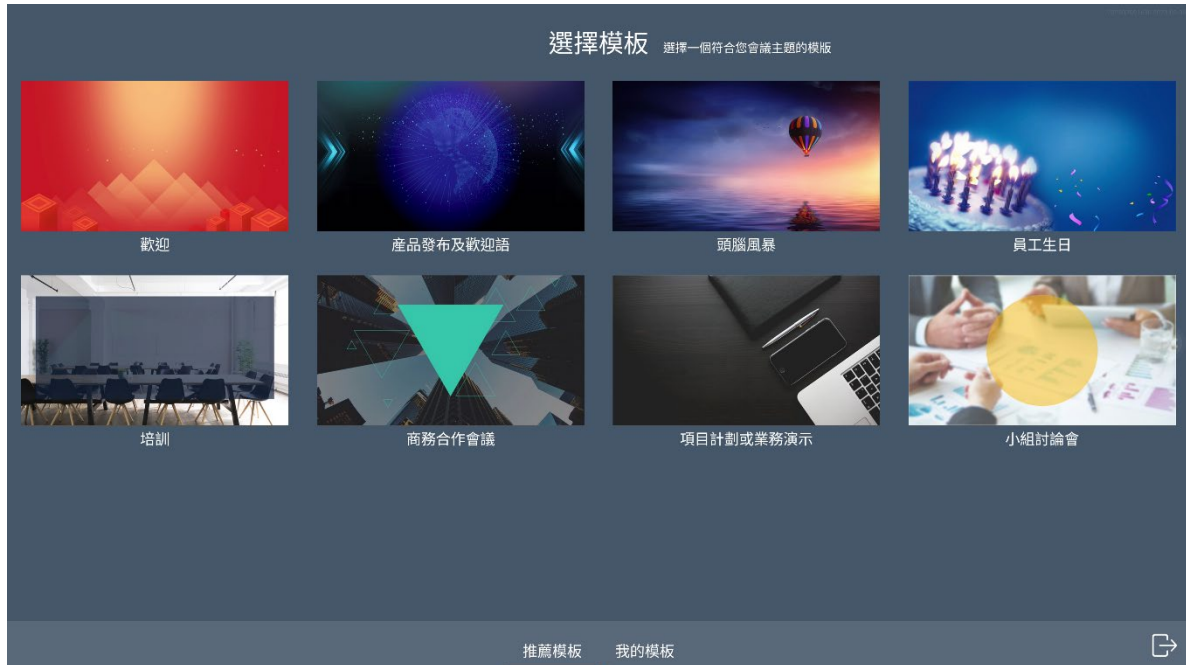 選擇模板 選擇一個符合您會議主題的模版
歡迎 産品發布及歡迎語 頭腦風暴 員工生日
培訓 商務合作會議 項目計劃或業務演示 小組討論會
推薦模板 我的模板